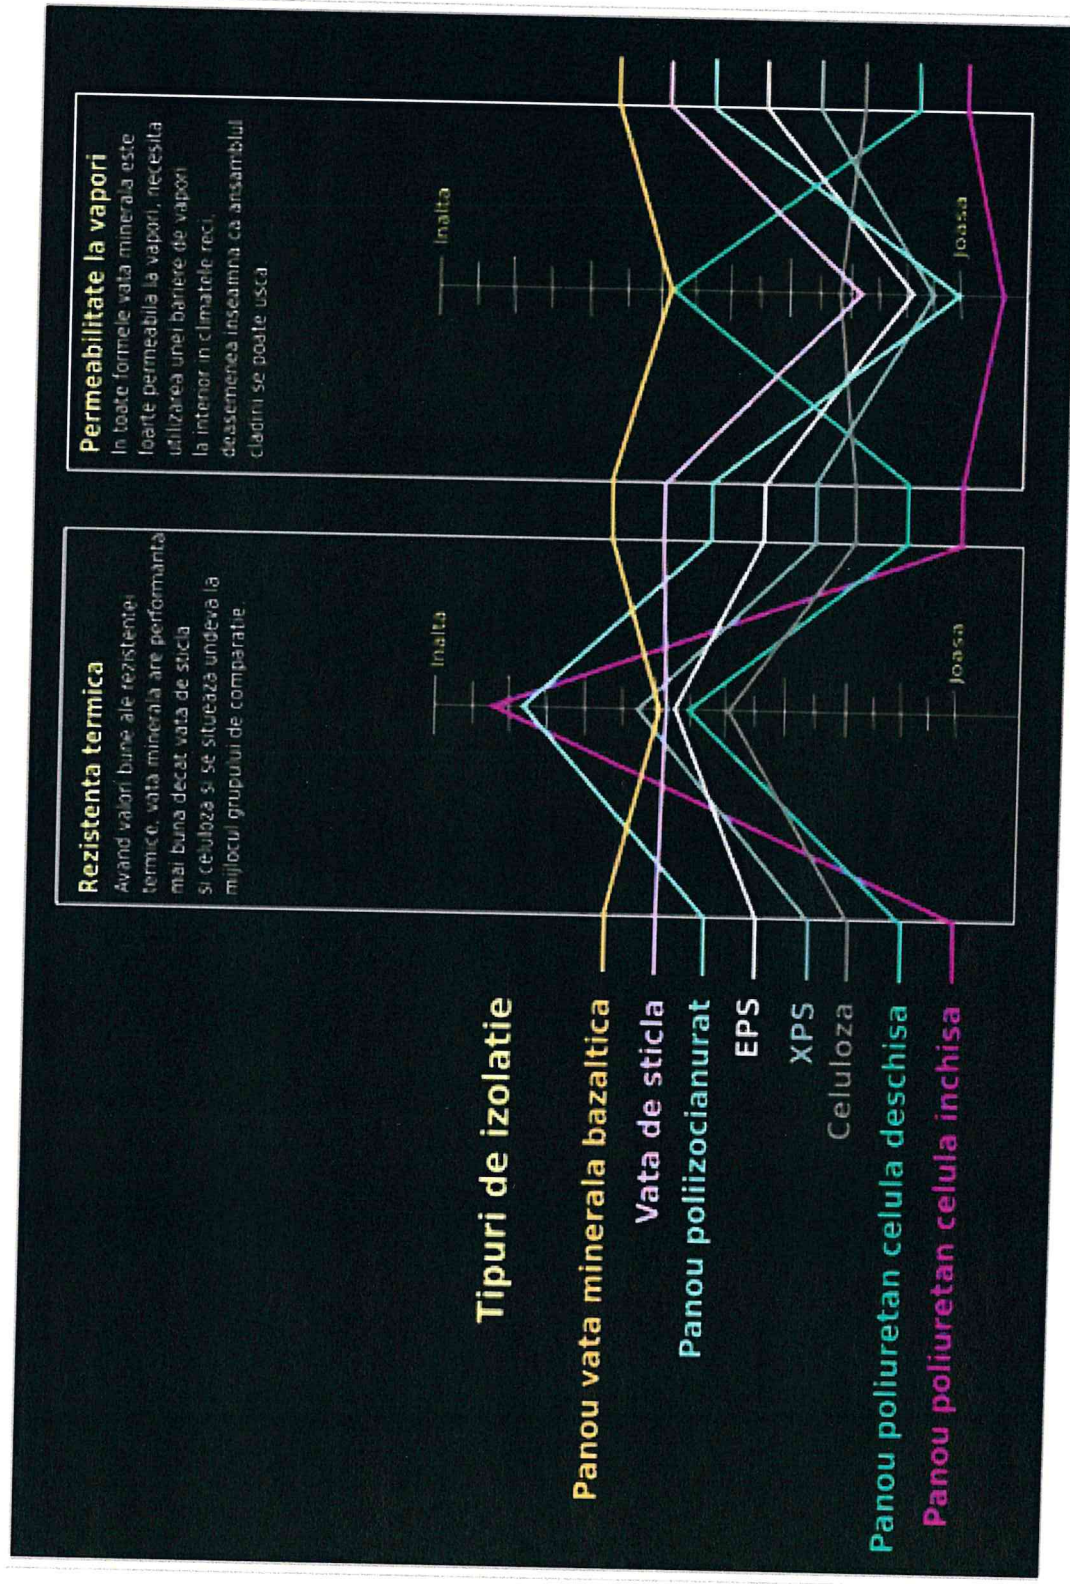 Tipuri de izolatie
Panou vata minerala bazaltica
Vata de sticla
Panou poliizocianurat
EPS
XPS
Celuloza
Panou poliuretan celula deschisa
Panou poliuretan celula inchisa
Rezistenta termica
Avand valori bune ale rezistentei
termice, vata minerala are performanta
mai buna decat vata de sticla
si celuloza si se situeaza undeva la
mijlocul grupului de comparatie.
Inalta
Joasa
Permeabilitate la vapori
In toate formele vata minerala este
foarte permeabila la vapori, necesita
utilizarea unei bariere de vapori
la interior in climatele reci,
deasemenea inseamna ca ansamblul
cladirii se poate usca.
Inalta
Joasa